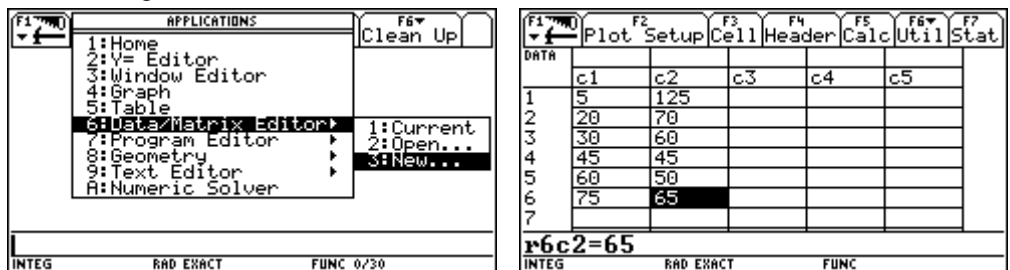 F1 APPLICATIONS F6
Clean Up
1:Home
2:Y= Editor
3:Window Editor
4:Graph
5:Table
6:Data/Matrix Editor
7:Program Editor
8:Geometry
9:Text Editor
A:Numeric Solver
1:Current
2:Open...
3:New...
INTEG RAD EXACT FUNC 0/30
F1 F2 F3 F4 F5 F6 F7
Plot Setup Cell Header Calc Util Stat
DATA
c1 c2 c3 c4 c5
1 5 125
2 20 70
3 30 60
4 45 45
5 60 50
6 75 65
7
r6c2=65
INTEG RAD EXACT FUNC